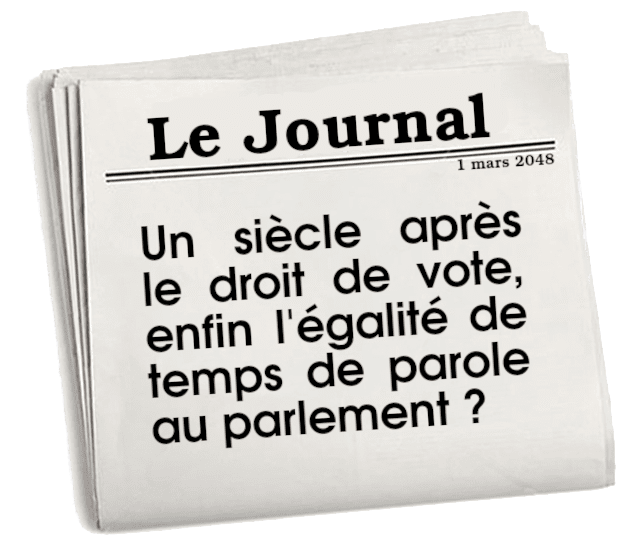 Le Journal
1 mars 2048
Un siècle après
le droit de vote,
enfin l'égalité de
temps de parole
au parlement ?